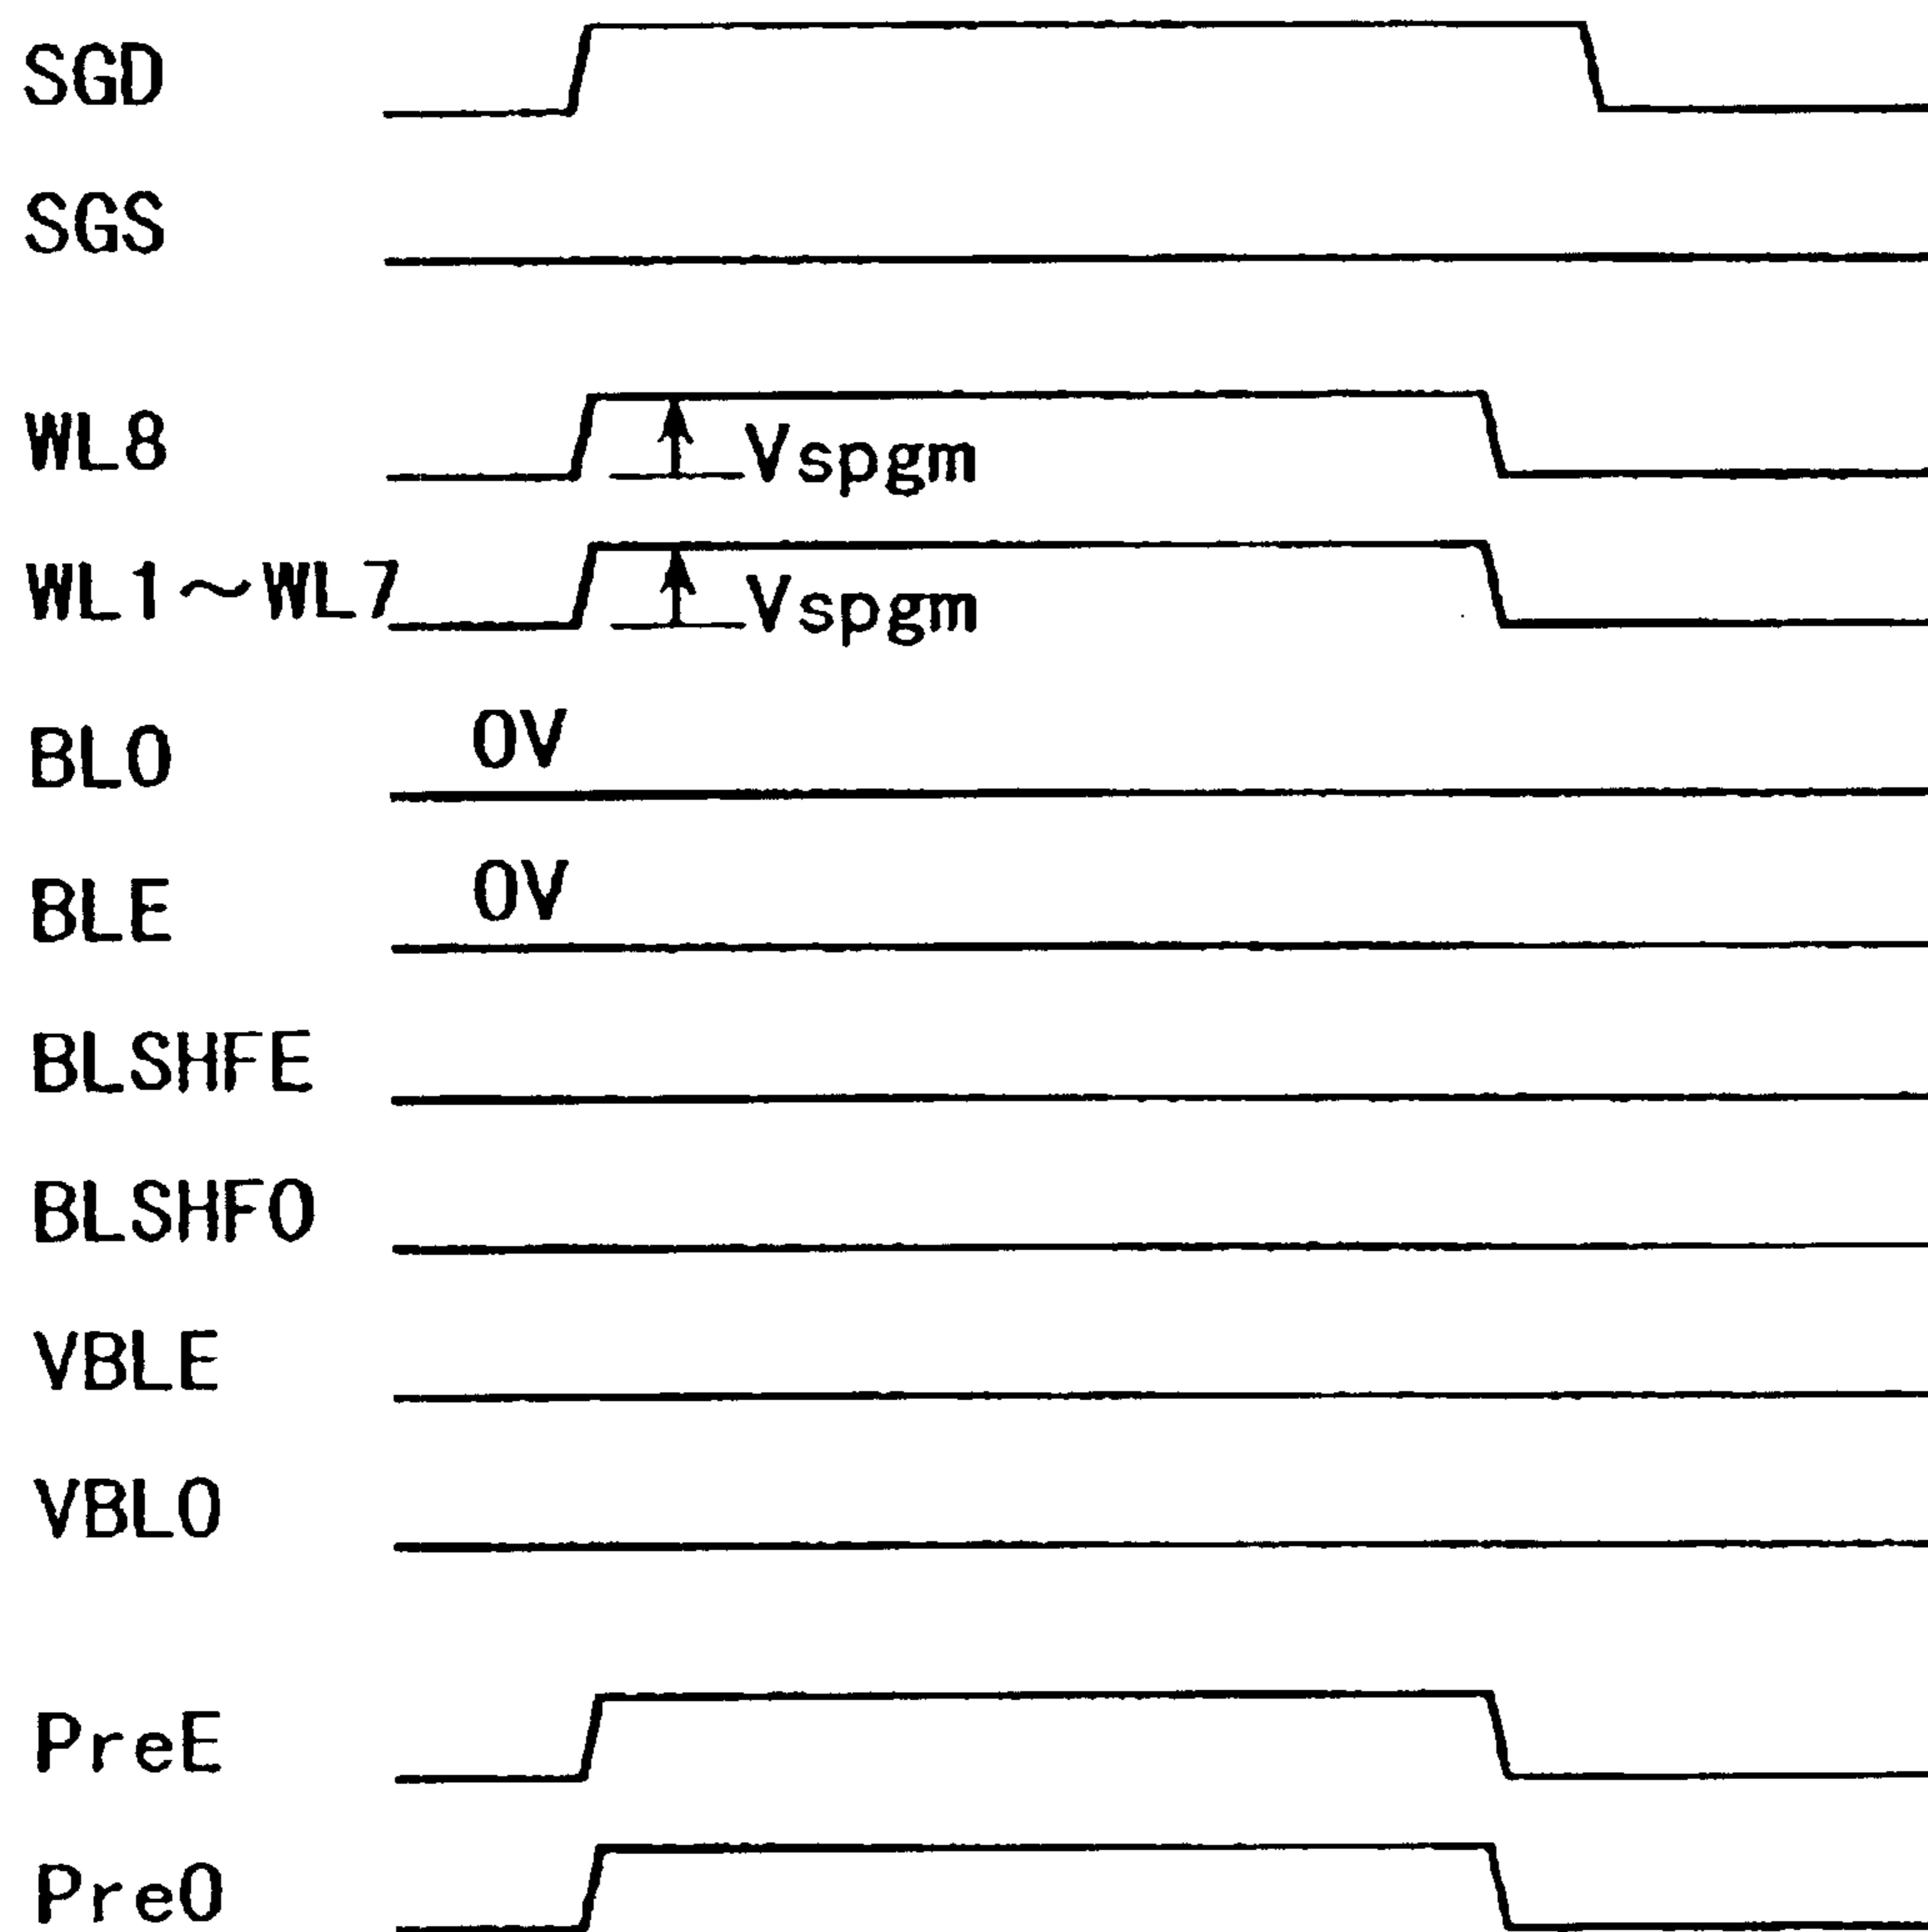 SGD
SGS
WL8 Vspgm
WL1～WL7 Vspgm
BLO 0V
BLE 0V
BLSHFE
BLSHFO
VBLE
VBLO
PreE
PreO